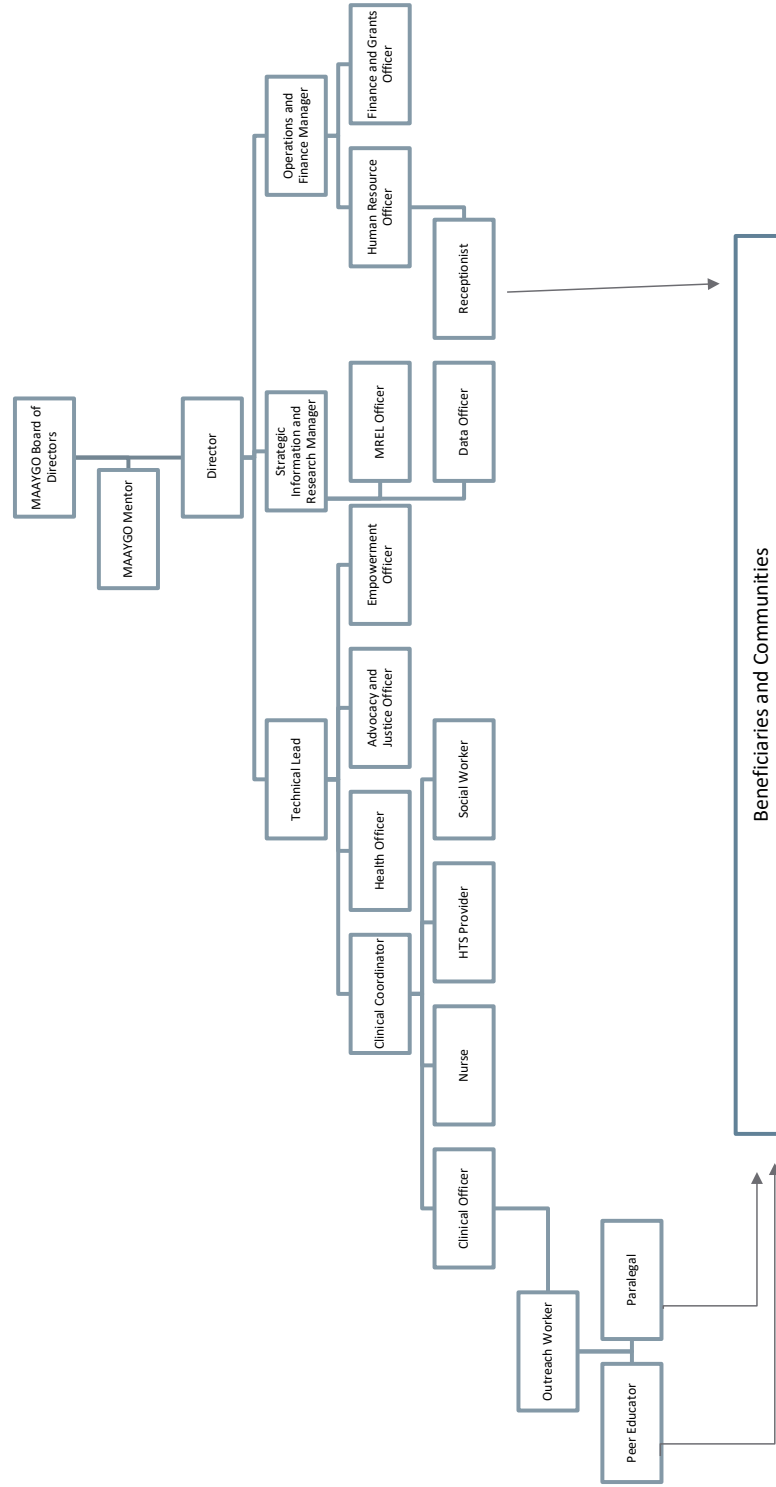 MAAYGO Board of
Directors
MAAYGO Mentor
Director
Technical Lead
Strategic
Information and
Research Manager
Operations and
Finance Manager
Clinical Coordinator
Health Officer
Advocacy and
Justice Officer
Empowerment
Officer
MREL Officer
Human Resource
Officer
Finance and Grants
Officer
Clinical Officer
Nurse
HTS Provider
Social Worker
Data Officer
Receptionist
Outreach Worker
Peer Educator
Paralegal
Beneficiaries and Communities